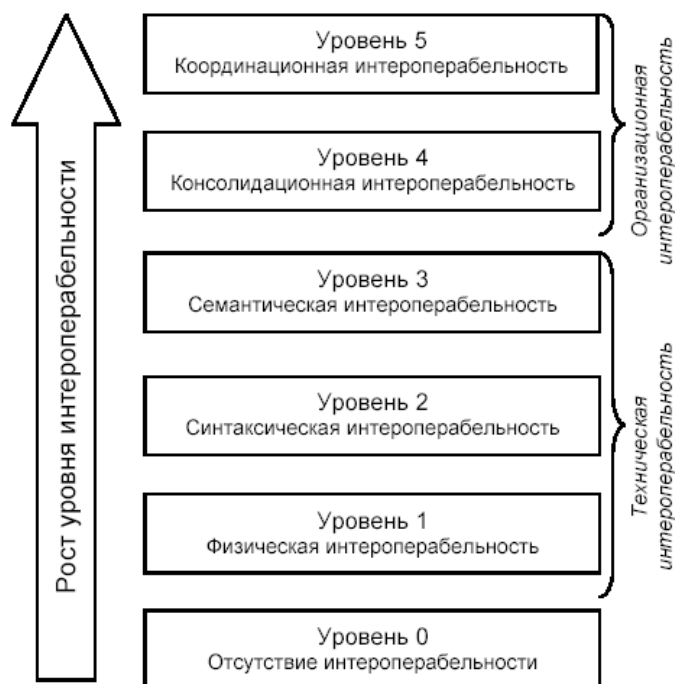 Уровень 5
Координационная интероперабельность
Уровень 4
Консолидационная интероперабельность
Уровень 3
Семантическая интероперабельность
Уровень 2
Синтаксическая интероперабельность
Уровень 1
Физическая интероперабельность
Уровень 0
Отсутствие интероперабельности
Рост уровня интероперабельности
Организационная
интероперабельность
Техническая
интероперабельность